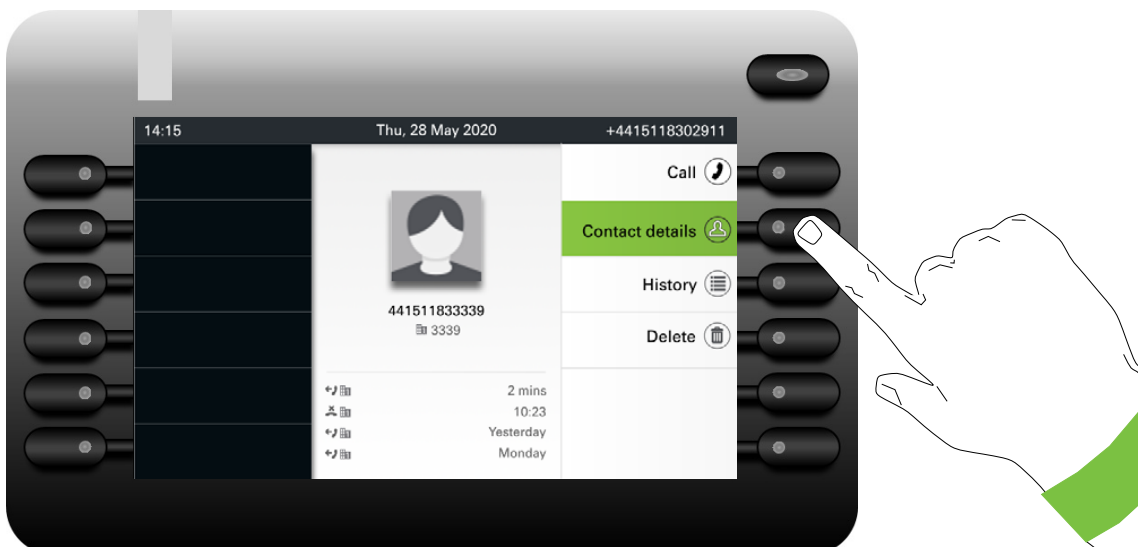 14:15 Thu, 28 May 2020 +4415118302911
Call
Contact details
History
Delete
441511833339
3339
2 mins
10:23
Yesterday
Monday